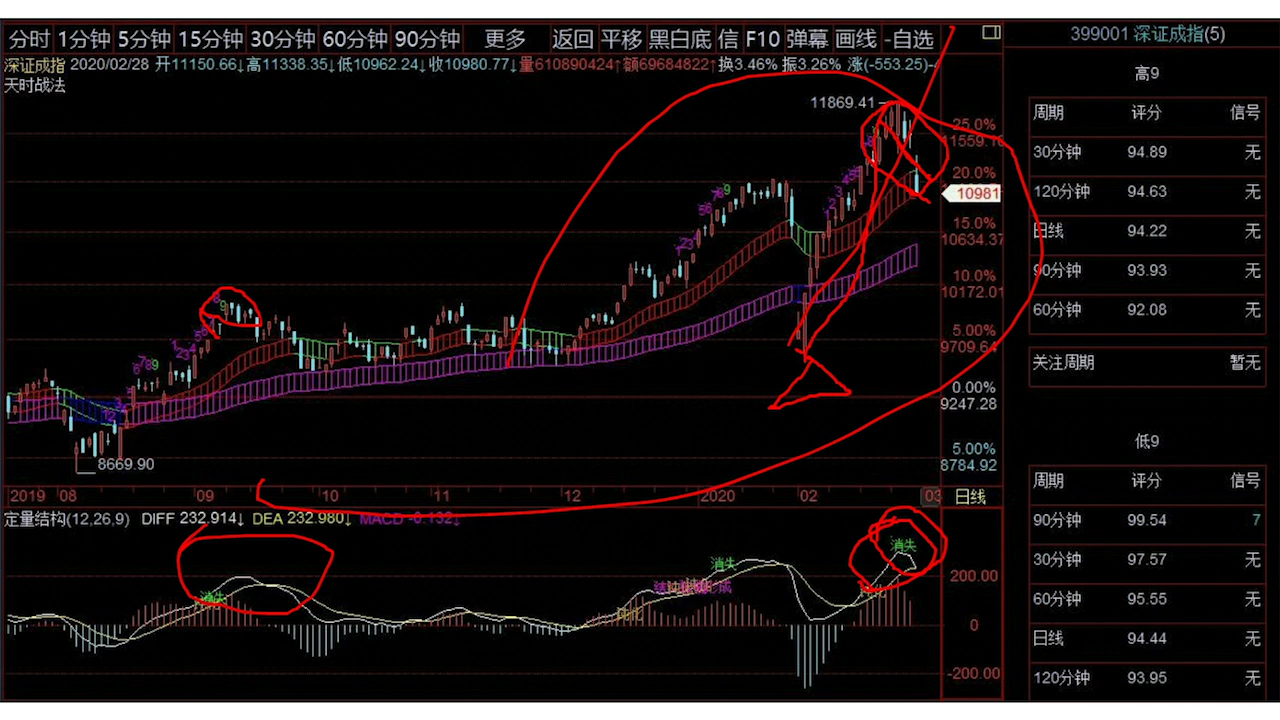 分时 1分钟 5分钟 15分钟 30分钟 60分钟 90分钟 更多 返回 平移 黑白底 信 F10 弹幕 画线 -自选
399001 深证成指(5)
深证成指 2020/02/28 开11150.66↓高11338.35↓低10962.24↓收10980.77↓量610890424↑额69684822↑换3.46% 振3.26% 涨(-553.25)
天时战法
高9
周期 评分 信号
30分钟 94.89 无
120分钟 94.63 无
日线 94.22 无
90分钟 93.93 无
60分钟 92.08 无
关注周期 暂无
低9
周期 评分 信号
90分钟 99.54 7
30分钟 97.57 无
60分钟 95.55 无
日线 94.44 无
120分钟 93.95 无
11869.41
25.0%
20.0%
10981
15.0%
10634.37
10.0%
5.00%
0.00%
9247.28
5.00%
8784.92
8669.90
2019 08 09 10 11 12 2020 02 03 日线
定量结构(12,26,9) DIFF 232.914↓ DEA 232.980↓ MACD -0.132↓
消失
消失
消失
200.00
0
-200.00